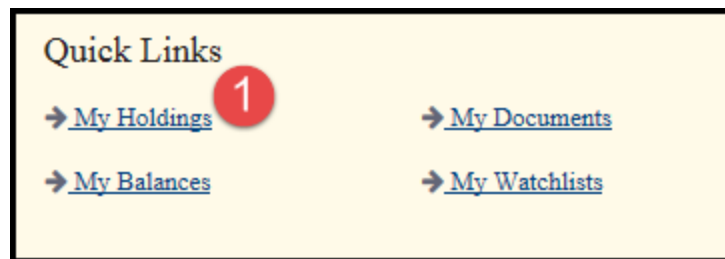 Quick Links
1
My Holdings
My Documents
My Balances
My Watchlists